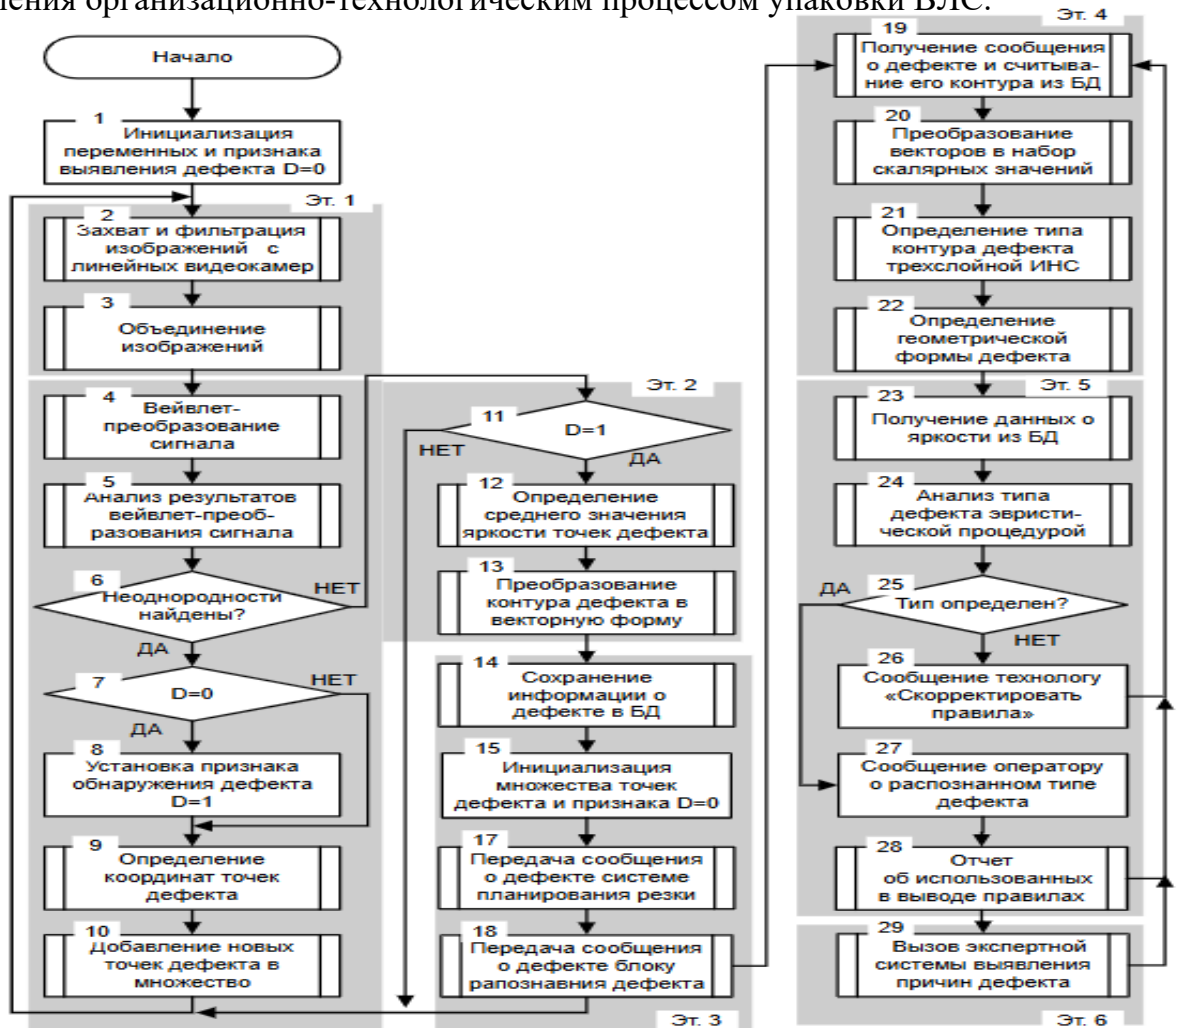 ления организационно-технологическим процессом упаковки ВЛС.
Начало
1
Инициализация
переменных и признака
выявления дефекта D=0
Эт. 1
2
Захват и фильтрация
изображений с
линейных видеокамер
3
Объединение
изображений
4
Вейвлет-
преобразование
сигнала
5
Анализ результатов
вейвлет-преоб-
разования сигнала
6
Неоднородности
найдены?
НЕТ
ДА
7
D=0
НЕТ
ДА
8
Установка признака
обнаружения дефекта
D=1
9
Определение
координат точек
дефекта
10
Добавление новых
точек дефекта в
множество
Эт. 2
11
D=1
НЕТ
ДА
12
Определение
среднего значения
яркости точек дефекта
13
Преобразование
контура дефекта в
векторную форму
14
Сохранение
информации о
дефекте в БД
15
Инициализация
множества точек
дефекта и признака D=0
17
Передача сообщения
о дефекте системе
планирования резки
18
Передача сообщения
о дефекте блоку
рапознавния дефекта
Эт. 3
Эт. 4
19
Получение сообщения
о дефекте и считыва-
ние его контура из БД
20
Преобразование
векторов в набор
скалярных значений
21
Определение типа
контура дефекта
трехслойной ИНС
22
Определение
геометрической
формы дефекта
Эт. 5
23
Получение данных о
яркости из БД
24
Анализ типа
дефекта эвристи-
ческой процедурой
25
Тип определен?
ДА
НЕТ
26
Сообщение технологу
«Скорректировать
правила»
27
Сообщение оператору
о распознанном типе
дефекта
28
Отчет
об использованных
в выводе правилах
29
Вызов экспертной
системы выявления
причин дефекта
Эт. 6